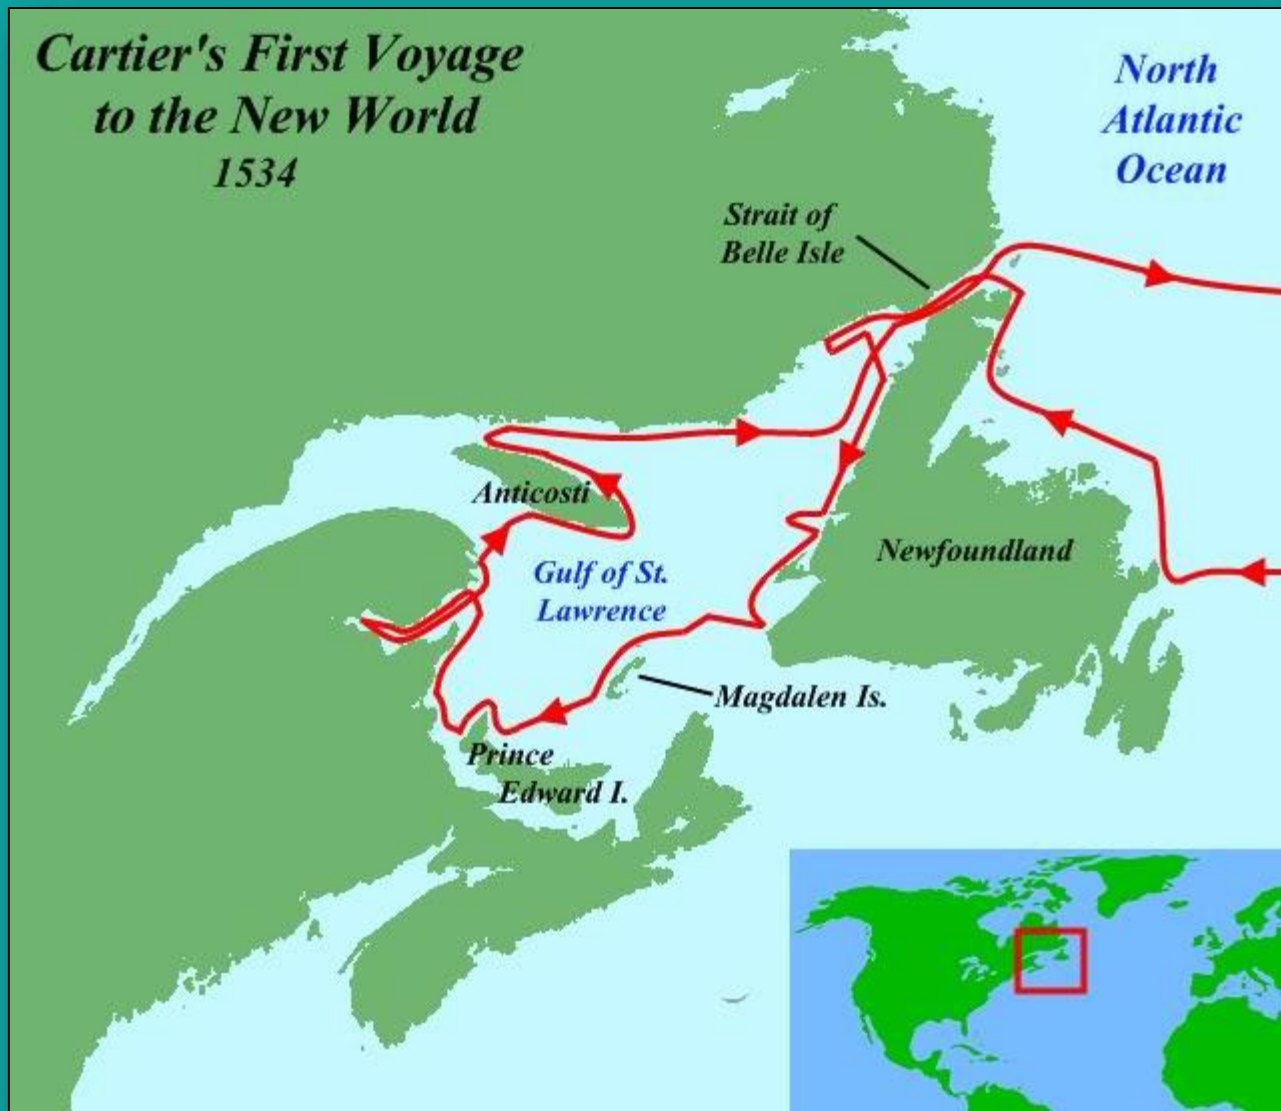 Cartier's First Voyage
to the New World
1534
North
Atlantic
Ocean
Strait of
Belle Isle
Anticosti
Newfoundland
Gulf of St.
Lawrence
Magdalen Is.
Prince
Edward I.